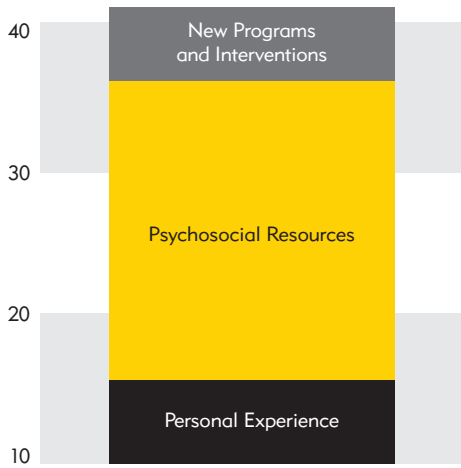 40
New Programs
and Interventions
30
Psychosocial Resources
20
Personal Experience
10